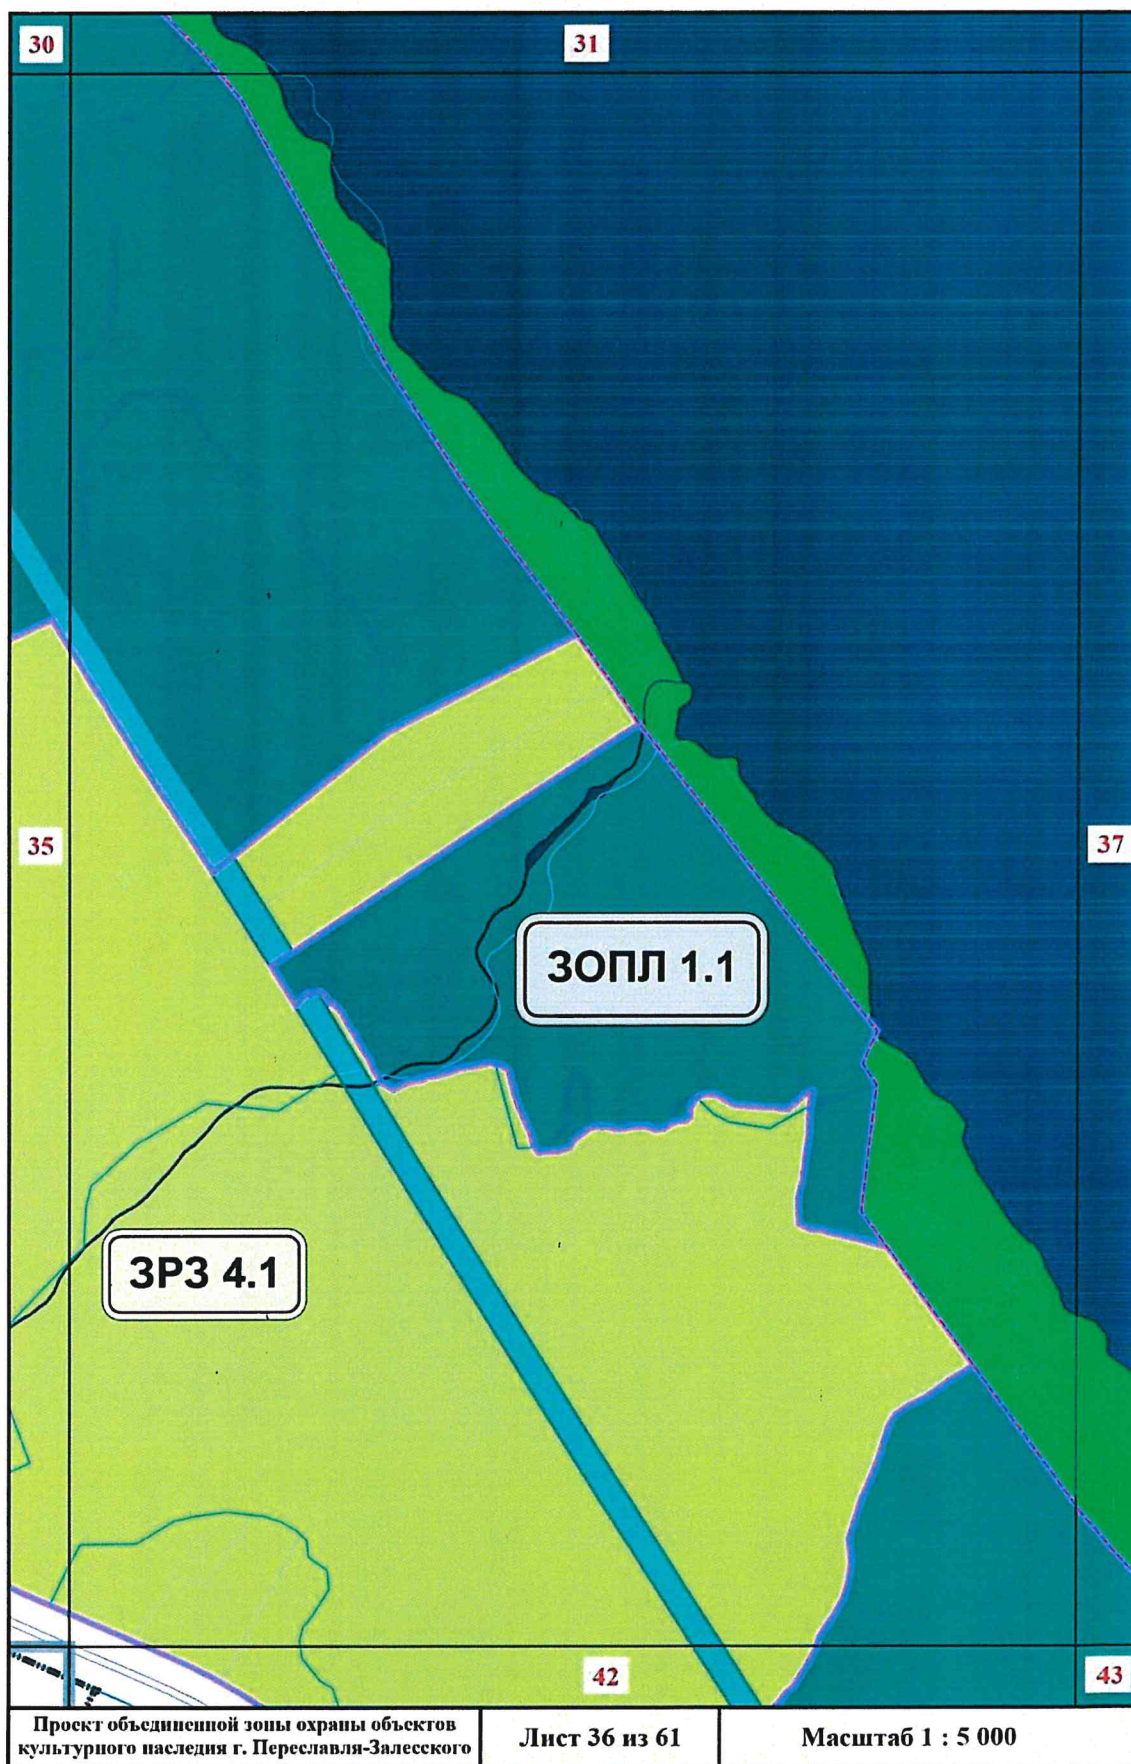 30
31
35
37
ЗОПЛ 1.1
ЗРЗ 4.1
42
43
Проект объединенной зоны охраны объектов
культурного наследия г. Переславля-Залесского
Лист 36 из 61
Масштаб 1 : 5 000